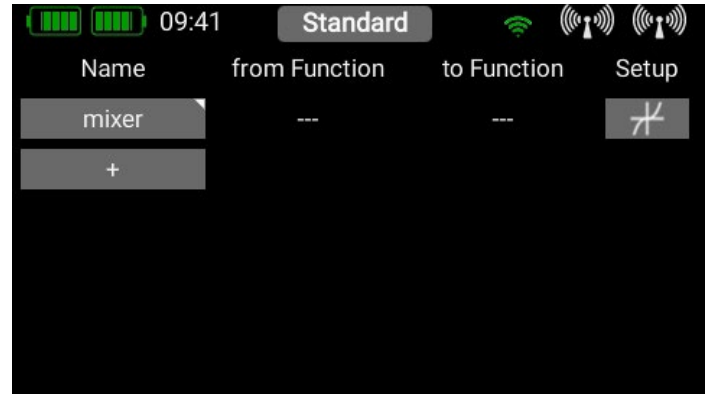 09:41 Standard
Name from Function to Function Setup
mixer --- ---
+